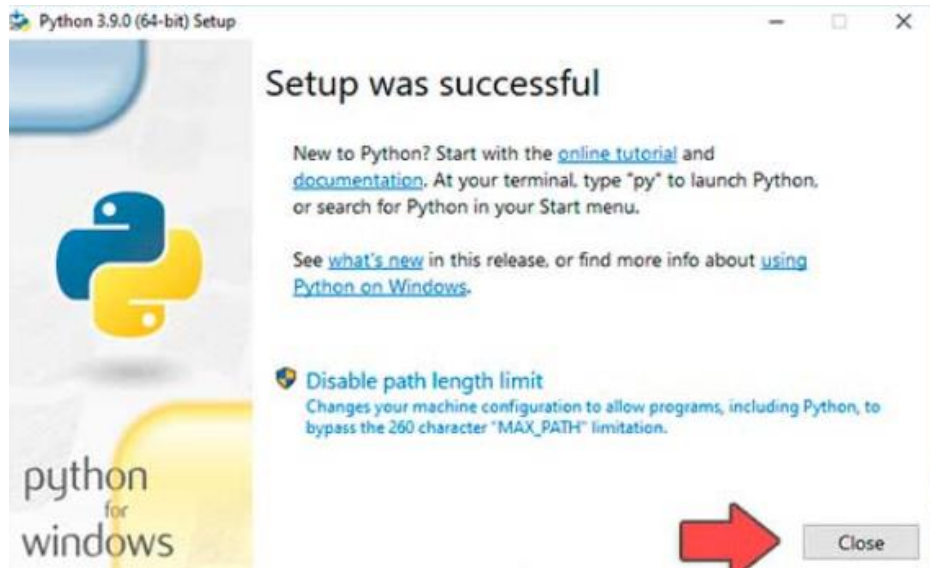 Python 3.9.0 (64-bit) Setup
Setup was successful
New to Python? Start with the online tutorial and
documentation. At your terminal, type "py" to launch Python,
or search for Python in your Start menu.
See what's new in this release, or find more info about using
Python on Windows.
Disable path length limit
Changes your machine configuration to allow programs, including Python, to
bypass the 260 character "MAX_PATH" limitation.
python
for
windows
Close